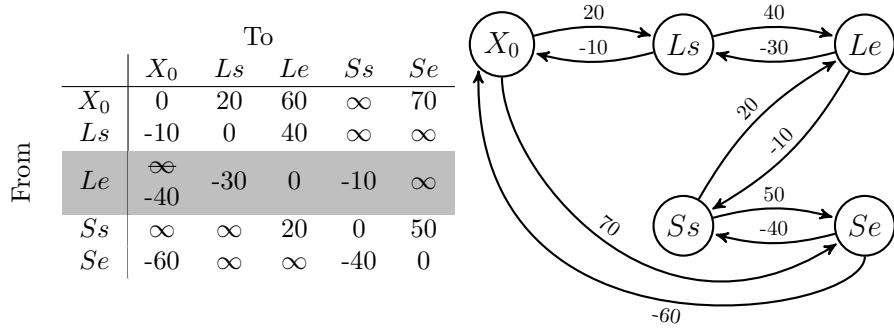 To
X₀ Ls Le Ss Se
X₀ 0 20 60 ∞ 70
Ls -10 0 40 ∞ ∞
From
∞
Le -30 0 -10 ∞
-40
Ss ∞ ∞ 20 0 50
Se -60 ∞ ∞ -40 0
20 40
X₀ Ls Le
-10 -30
20
-10
50
Ss Se
-40
70
-60